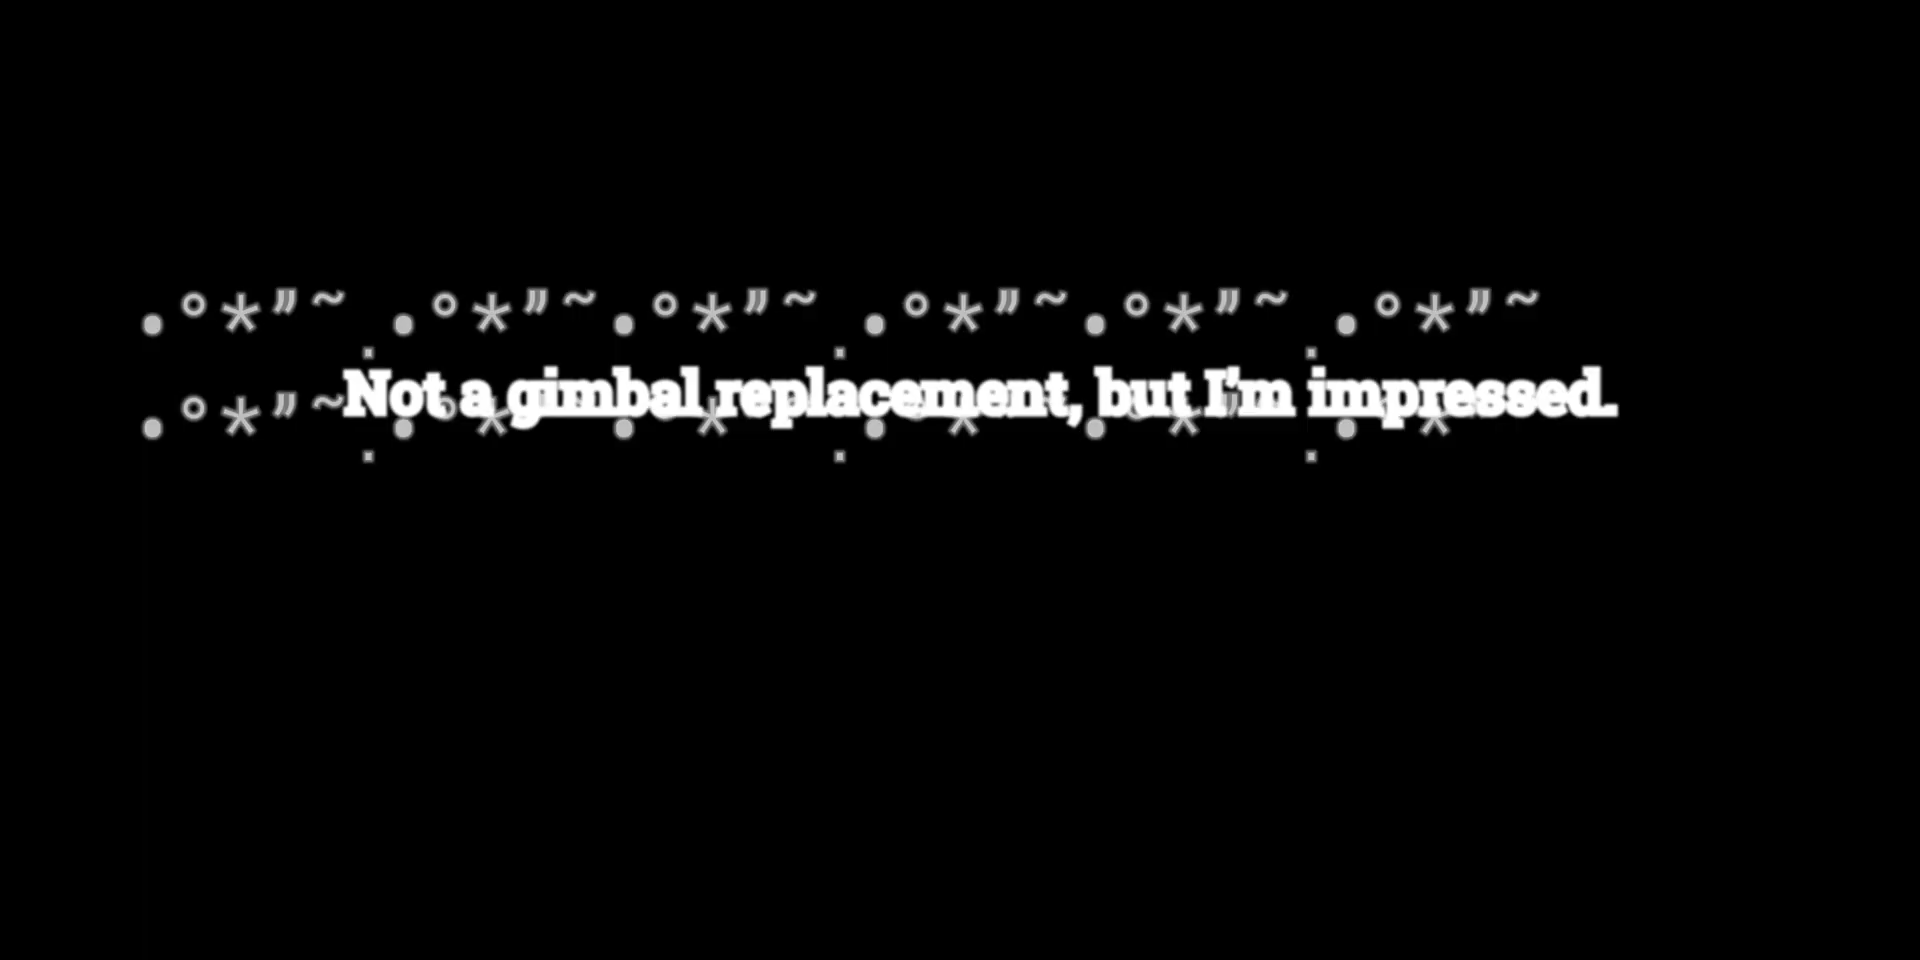 •°*”~.•°*”~•°*”~.•°*”~•°*”~.•°*”~
Not a gimbal replacement, but I'm impressed.